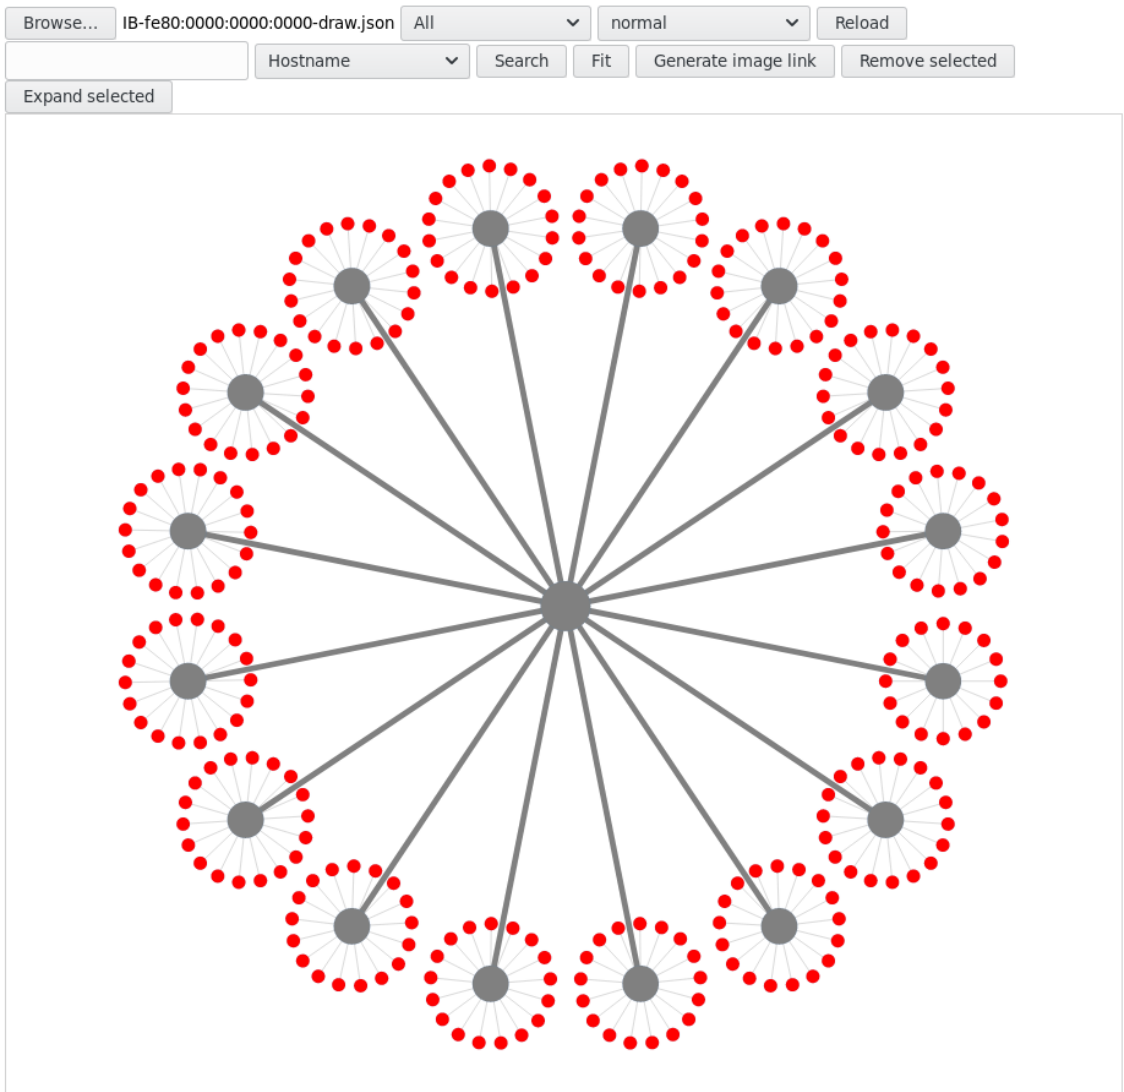 Browse... IB-fe80:0000:0000:0000-draw.json All normal Reload
Hostname Search Fit Generate image link Remove selected
Expand selected